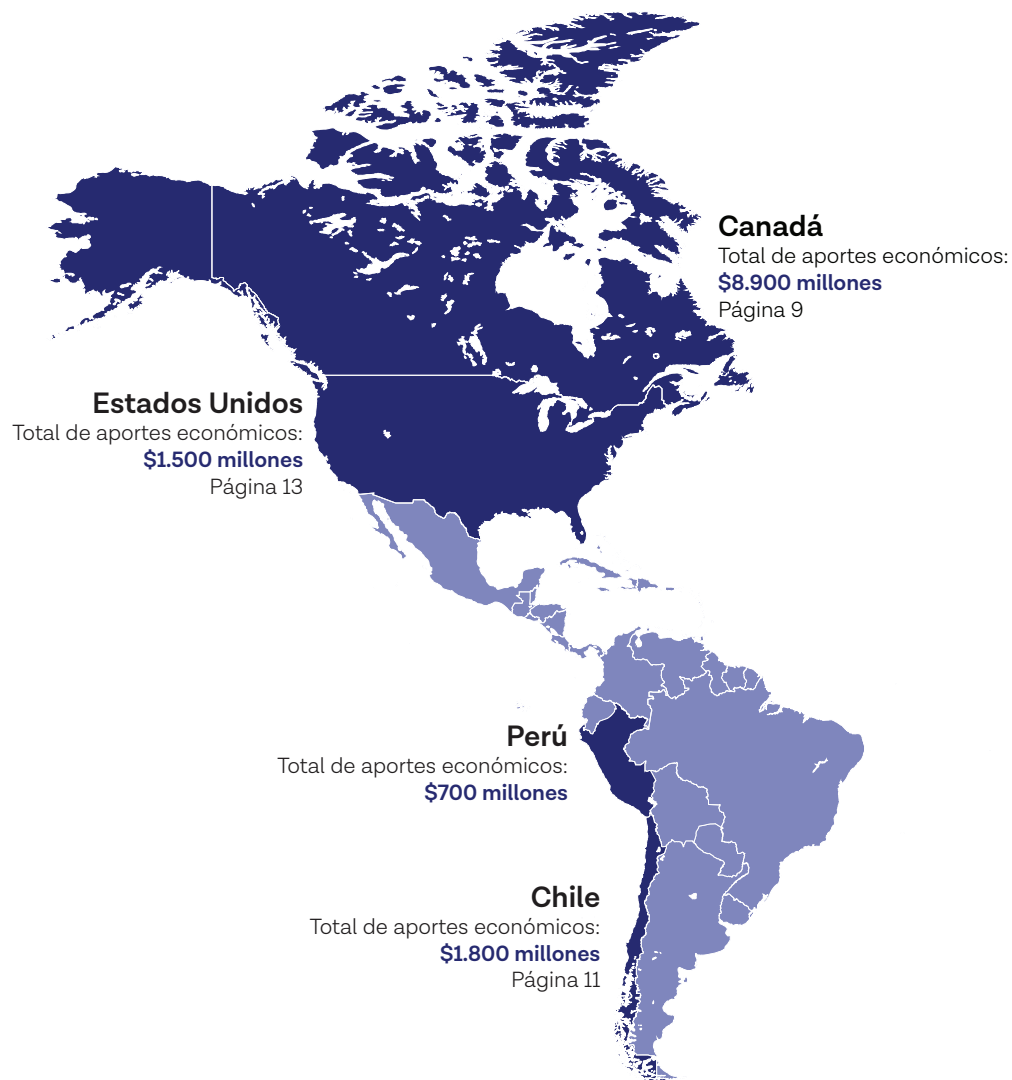 Canadá
Total de aportes económicos:
$8.900 millones
Página 9
Estados Unidos
Total de aportes económicos:
$1.500 millones
Página 13
Perú
Total de aportes económicos:
$700 millones
Chile
Total de aportes económicos:
$1.800 millones
Página 11